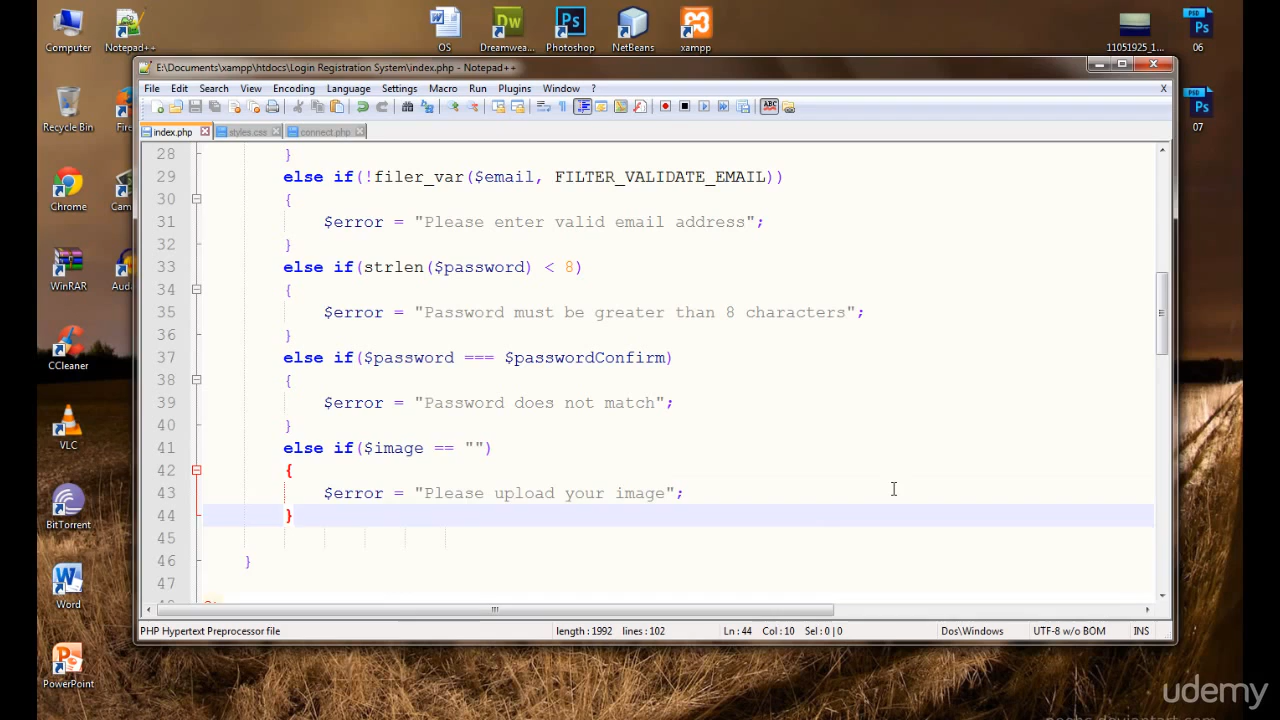 Computer
Notepad++
OS
Dreamwea...
Photoshop
NetBeans
xampp
11051925_1...
06
E:\Documents\xampp\htdocs\Login Registration System\index.php - Notepad++
File Edit Search View Encoding Language Settings Macro Run Plugins Window ? X
index.php styles.css connect.php
28 }
29 else if(!filer_var($email, FILTER_VALIDATE_EMAIL))
30 {
31 $error = "Please enter valid email address";
32 }
33 else if(strlen($password) < 8)
34 {
35 $error = "Password must be greater than 8 characters";
36 }
37 else if($password === $passwordConfirm)
38 {
39 $error = "Password does not match";
40 }
41 else if($image == "")
42 {
43 $error = "Please upload your image";
44 }
45
46 }
47
PHP Hypertext Preprocessor file length : 1992 lines : 102 Ln : 44 Col : 10 Sel : 0 | 0 Dos\Windows UTF-8 w/o BOM INS
Recycle Bin
Fire
07
Chrome
Cam
WinRAR
Auda
CCleaner
VLC
BitTorrent
Word
PowerPoint
udemy